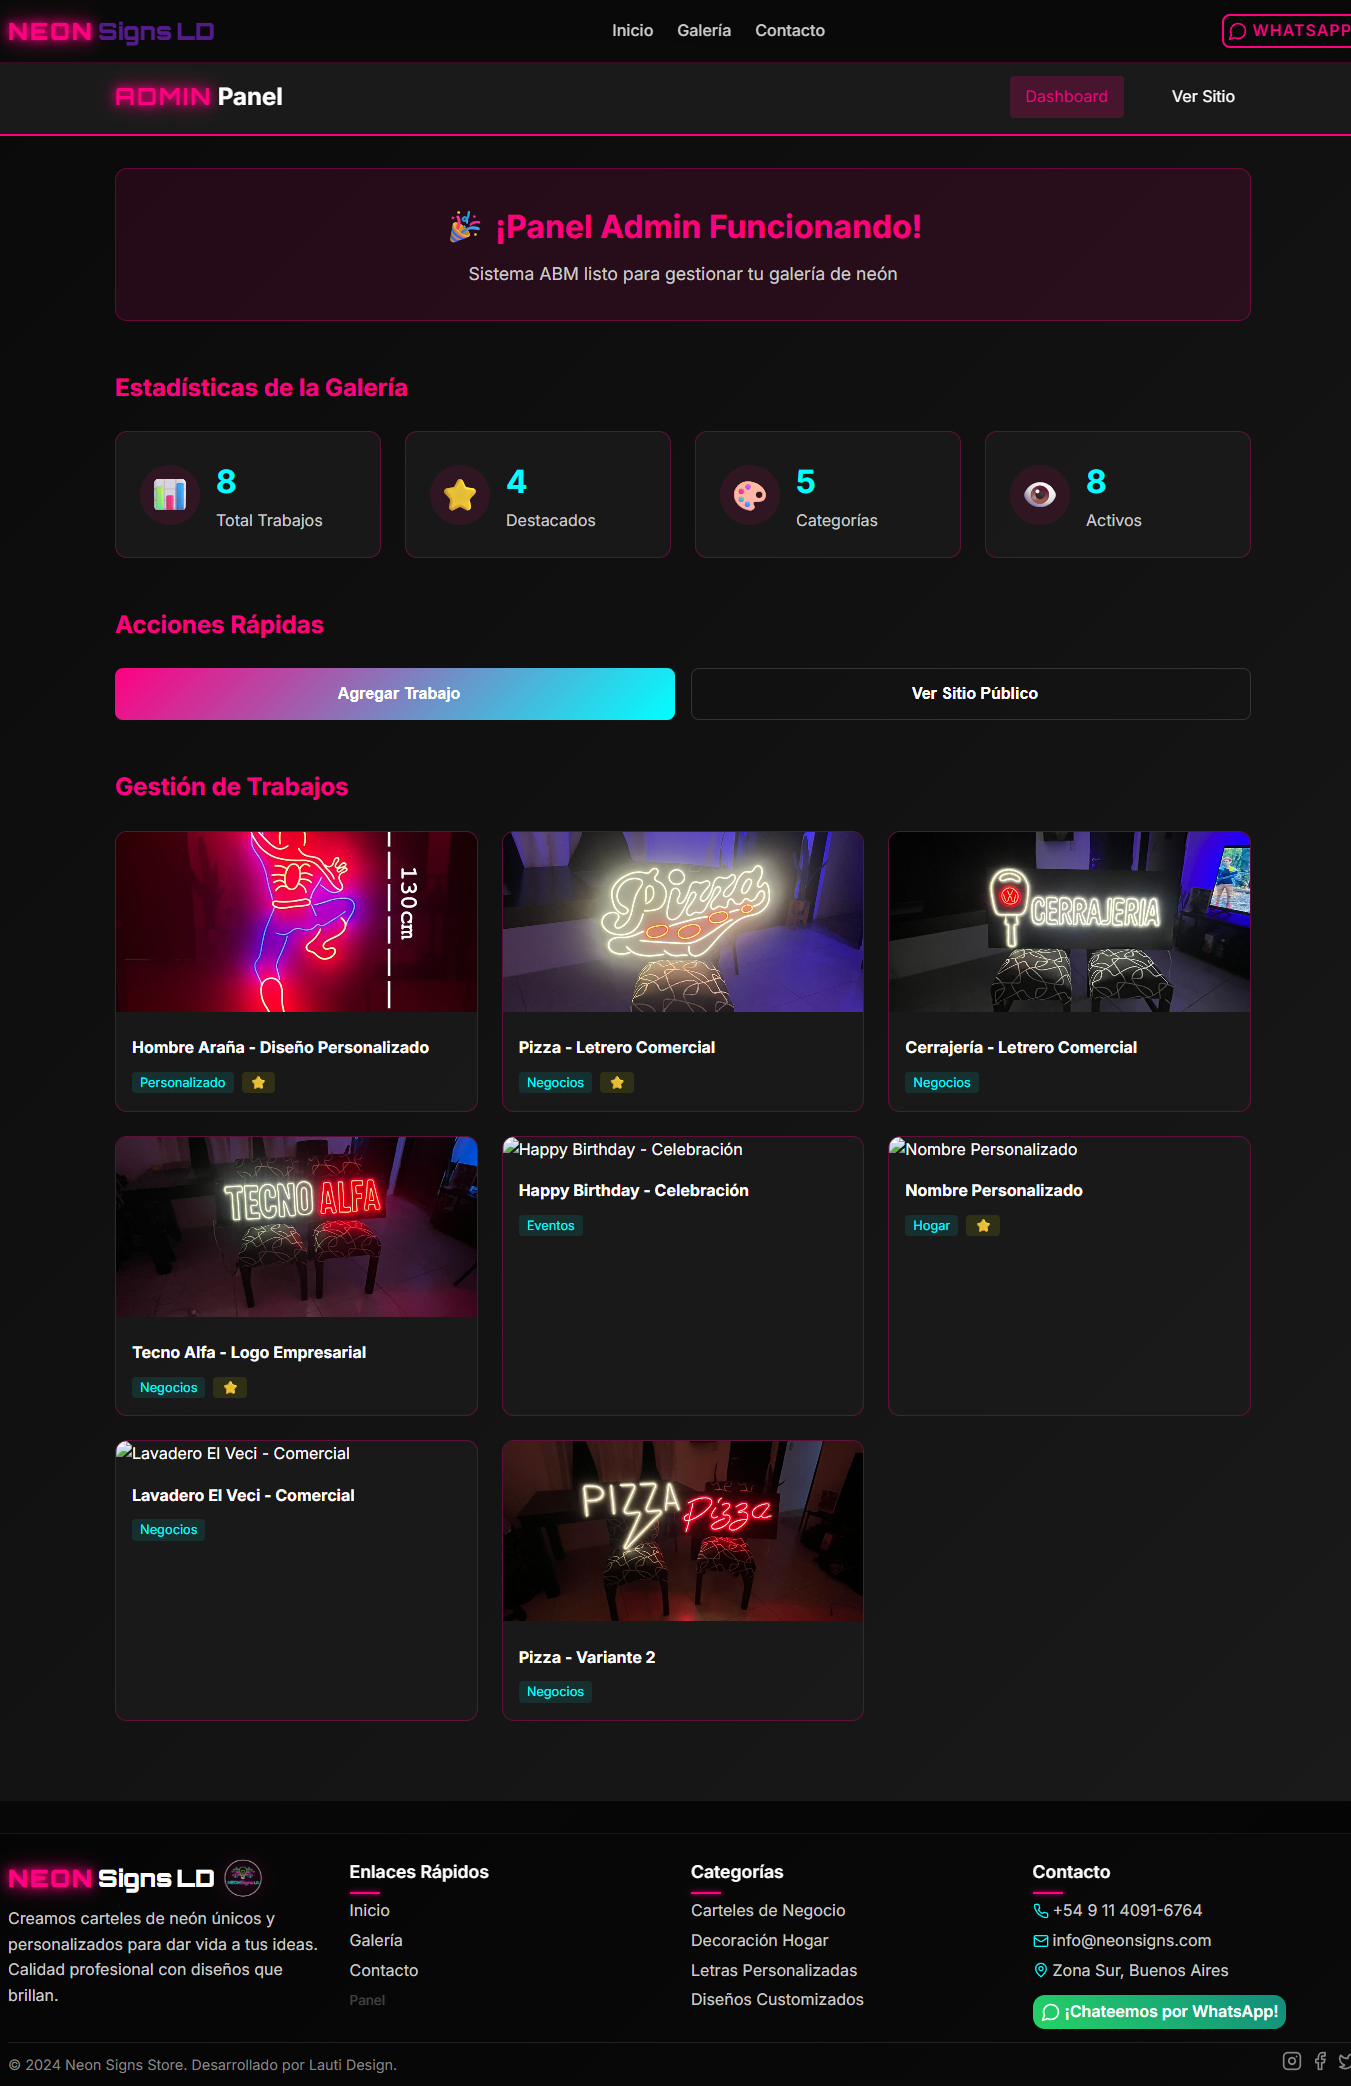 NEON Signs LD
Inicio Galería Contacto
WHATSAPP
ADMIN Panel
Dashboard
Ver Sitio
🎉 ¡Panel Admin Funcionando!
Sistema ABM listo para gestionar tu galería de neón
Estadísticas de la Galería
8
Total Trabajos
4
Destacados
5
Categorías
8
Activos
Acciones Rápidas
Agregar Trabajo
Ver Sitio Público
Gestión de Trabajos
130cm
Hombre Araña - Diseño Personalizado
Personalizado
Pizza
Pizza - Letrero Comercial
Negocios
CERRAJERIA
Cerrajería - Letrero Comercial
Negocios
TECNO ALFA
Tecno Alfa - Logo Empresarial
Negocios
Happy Birthday - Celebración
Happy Birthday - Celebración
Eventos
Nombre Personalizado
Nombre Personalizado
Hogar
Lavadero El Veci - Comercial
Lavadero El Veci - Comercial
Negocios
PIZZA Pizza
Pizza - Variante 2
Negocios
NEON Signs LD
Creamos carteles de neón únicos y
personalizados para dar vida a tus ideas.
Calidad profesional con diseños que
brillan.
Enlaces Rápidos
Inicio
Galería
Contacto
Panel
Categorías
Carteles de Negocio
Decoración Hogar
Letras Personalizadas
Diseños Customizados
Contacto
+54 9 11 4091-6764
info@neonsigns.com
Zona Sur, Buenos Aires
¡Chateemos por WhatsApp!
© 2024 Neon Signs Store. Desarrollado por Lauti Design.